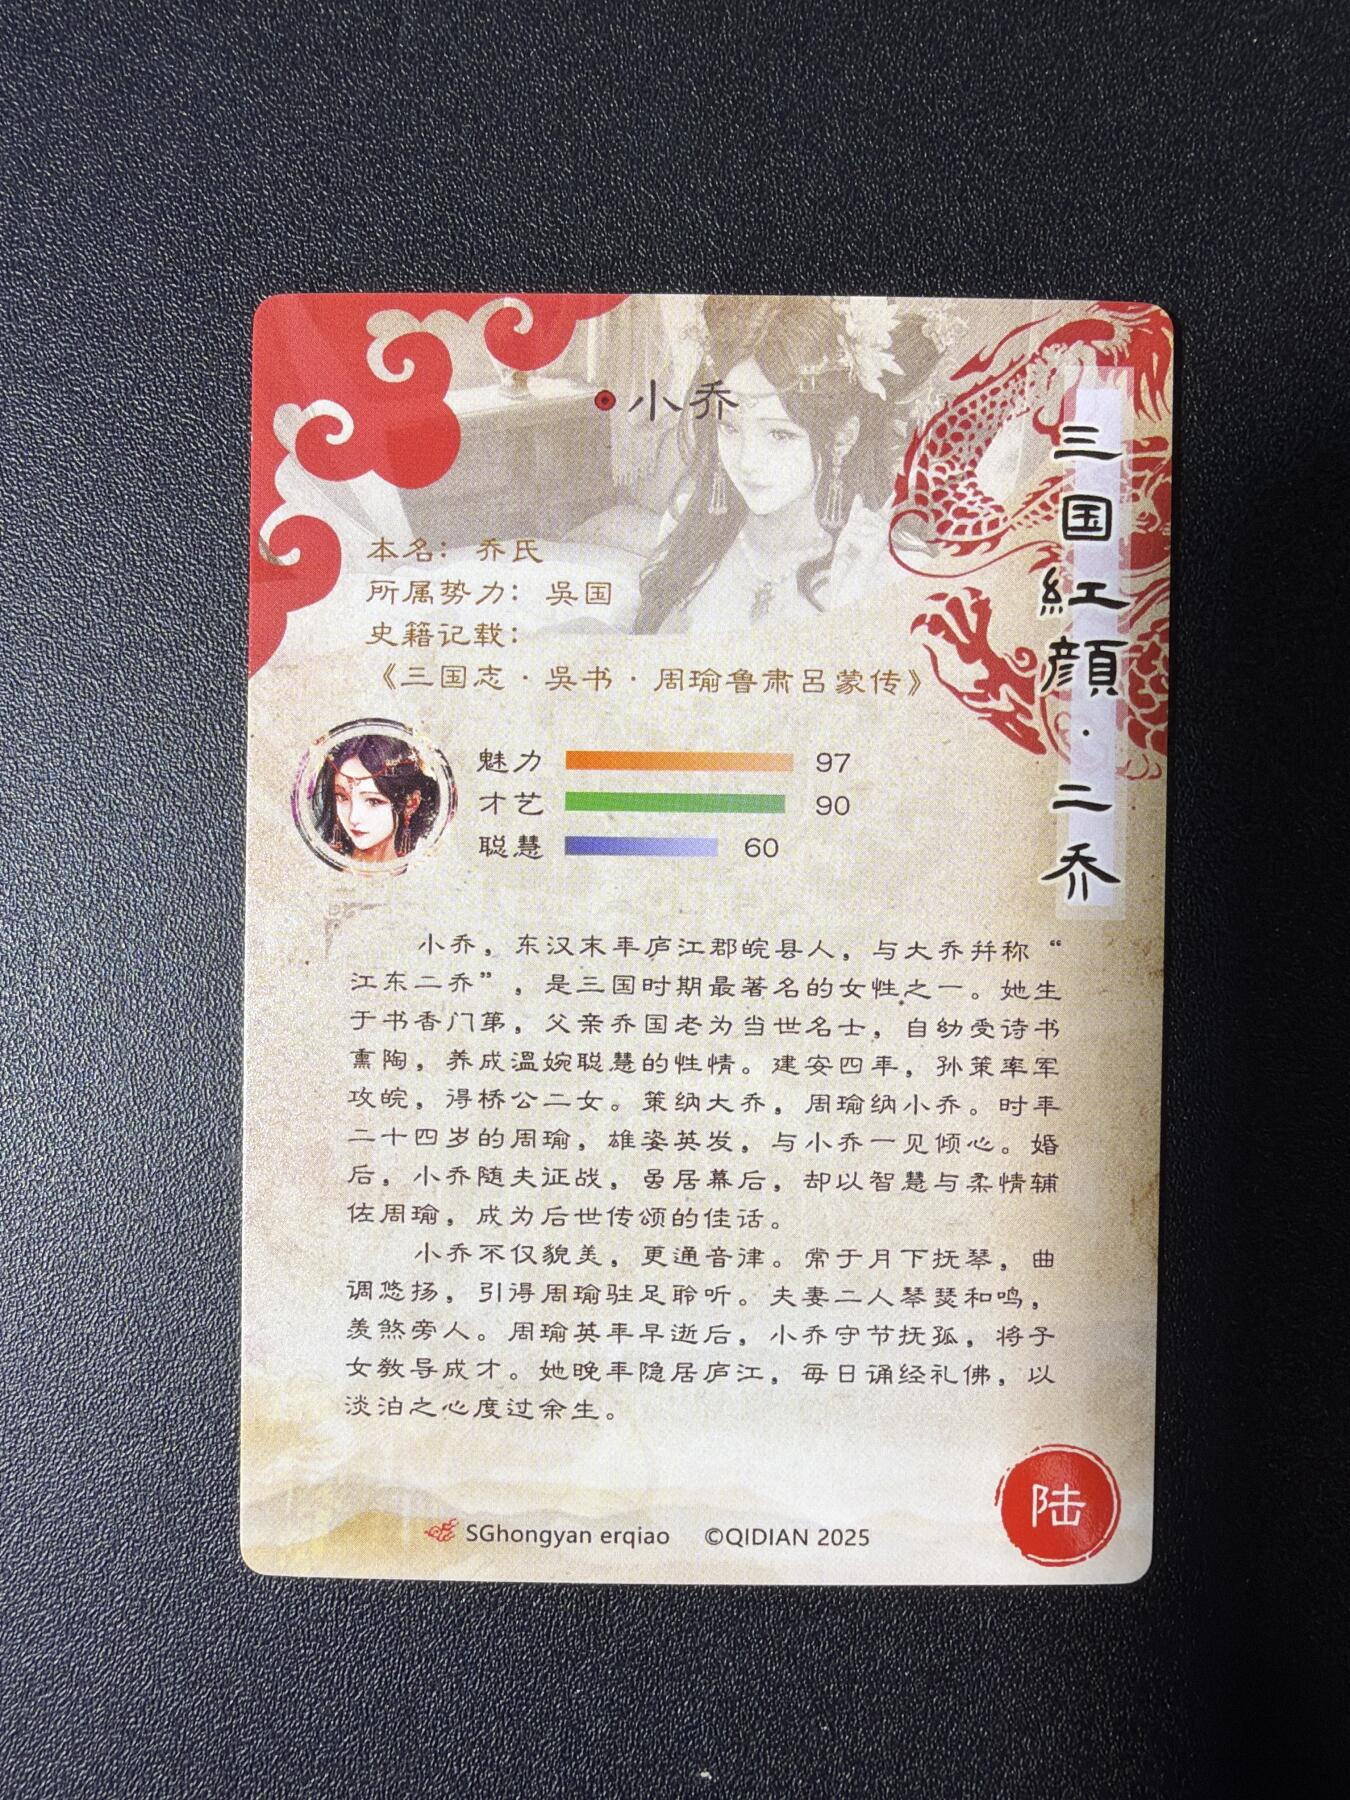 小乔
三国紅顔·二乔
本名：乔氏
所属势力：吳国
史籍记载：
《三国志·吳书·周瑜鲁肃吕蒙传》
魅力 97
才艺 90
聪慧 60
小乔，东汉末年庐江郡皖县人，与大乔并称“
江东二乔”，是三国时期最著名的女性之一。她生
于书香门第，父亲乔国老为当世名士，自幼受诗书
熏陶，养成温婉聪慧的性情。建安四年，孙策率军
攻皖，得桥公二女。策纳大乔，周瑜纳小乔。时年
二十四岁的周瑜，雄姿英发，与小乔一见倾心。婚
后，小乔随夫征战，虽居幕后，却以智慧与柔情辅
佐周瑜，成为后世传颂的佳话。
小乔不仅貌美，更通音律。常于月下抚琴，曲
调悠扬，引得周瑜驻足聆听。夫妻二人琴瑟和鸣，
羡煞旁人。周瑜英年早逝后，小乔守节抚孤，将子
女教导成才。她晚年隐居庐江，每日诵经礼佛，以
淡泊之心度过余生。
SGhongyan erqiao ©QIDIAN 2025
陆